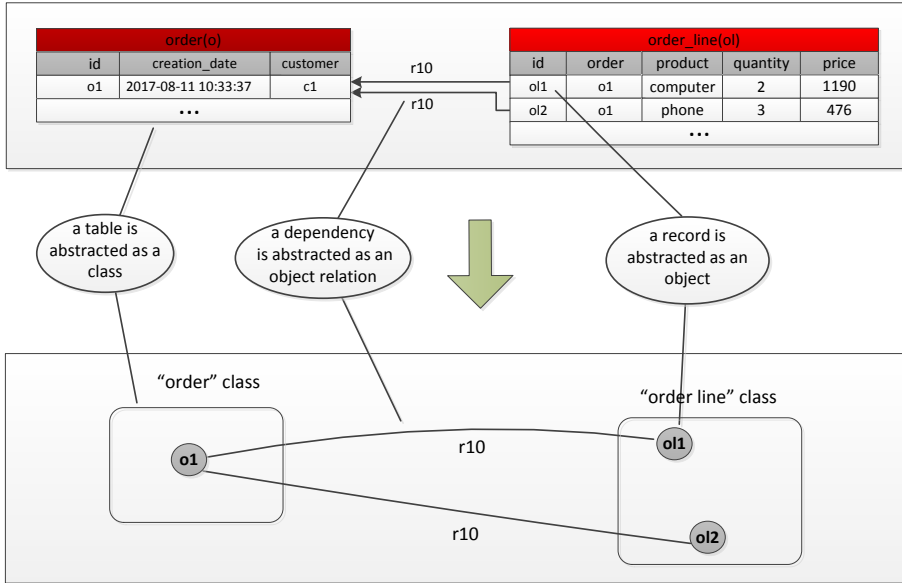 order(o)
id creation_date customer
o1 2017-08-11 10:33:37 c1
...
r10
r10
order_line(ol)
id order product quantity price
ol1 o1 computer 2 1190
ol2 o1 phone 3 476
...
a table is
abstracted as a
class
a dependency
is abstracted as an
object relation
a record is
abstracted as an
object
“order” class
“order line” class
o1
r10
ol1
r10
ol2